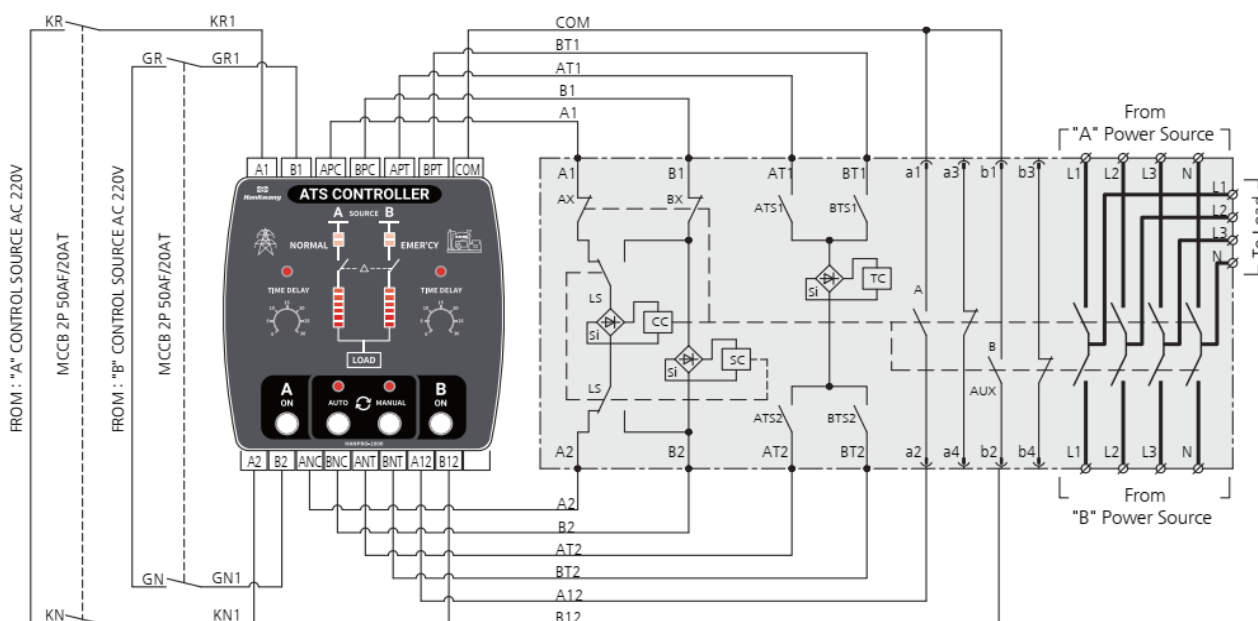 KR
KR1
COM
GR
GR1
BT1
AT1
B1
A1
From
"A" Power Source
A1
B1
APC
BPC
APT
BPT
COM
A1
B1
AT1
BT1
a1
a3
b1
b3
L1
L2
L3
N
HanKwang
ATS CONTROLLER
A SOURCE B
NORMAL
EMER'CY
TIME DELAY
TIME DELAY
LOAD
A
ON
AUTO
MANUAL
B
ON
HANPRO-2000
AX
BX
ATS1
BTS1
L1
L2
L3
N
To Load
LS
Si
CC
Si
SC
Si
TC
LS
A
B
AUX
ATS2
BTS2
FROM : "A" CONTROL SOURCE AC 220V
MCCB 2P 50AF/20AT
FROM : "B" CONTROL SOURCE AC 220V
MCCB 2P 50AF/20AT
A2
B2
ANC
BNC
ANT
BNT
A12
B12
A2
B2
AT2
BT2
a2
a4
b2
b4
L1
L2
L3
N
From
"B" Power Source
A2
B2
AT2
BT2
A12
B12
GN
GN1
KN
KN1